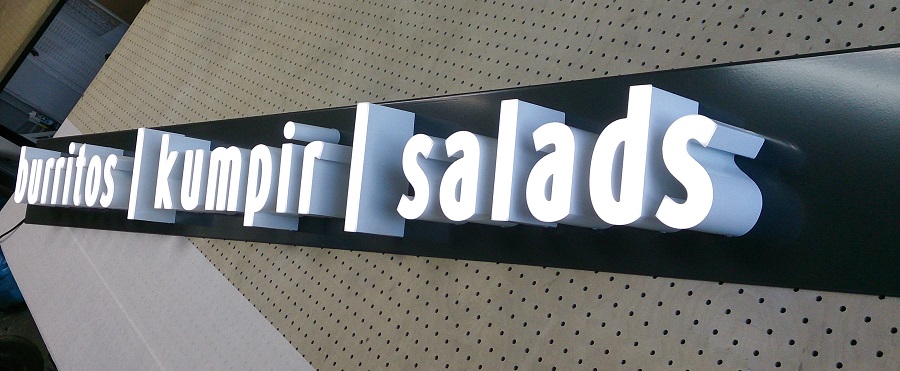 burritos | kumpir | salads